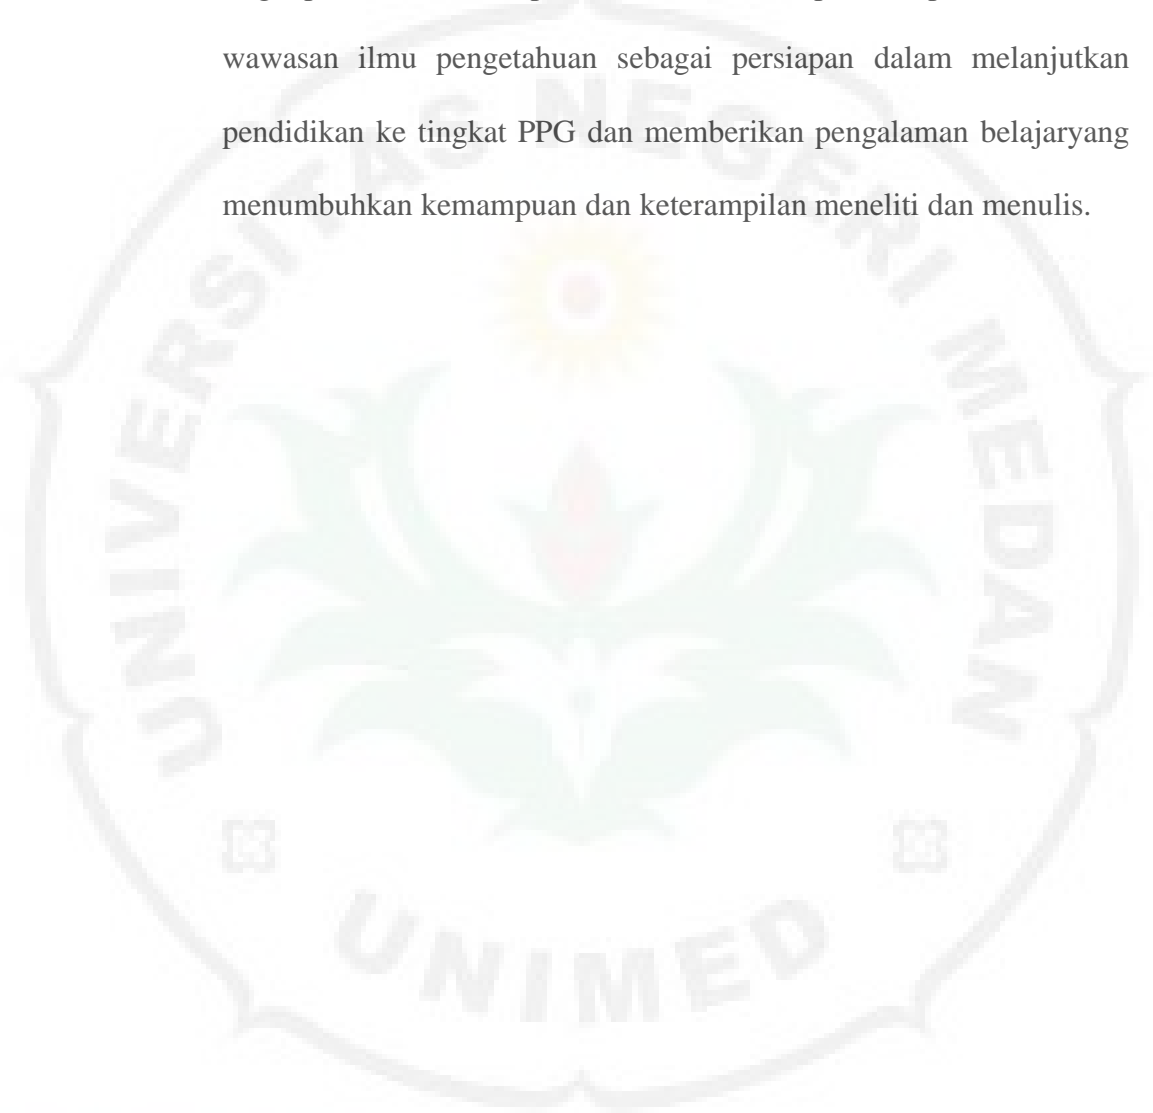 wawasan ilmu pengetahuan sebagai persiapan dalam melanjutkan
pendidikan ke tingkat PPG dan memberikan pengalaman belajaryang
menumbuhkan kemampuan dan keterampilan meneliti dan menulis.
UNIVERSITAS NEGERI MEDAN
UNIMED